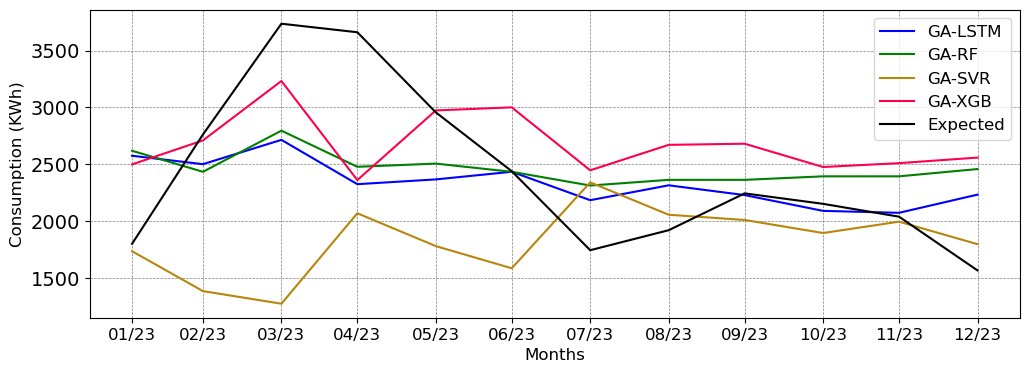 Consumption (KWh)
3500
3000
2500
2000
1500
GA-LSTM
GA-RF
GA-SVR
GA-XGB
Expected
01/23 02/23 03/23 04/23 05/23 06/23 07/23 08/23 09/23 10/23 11/23 12/23
Months